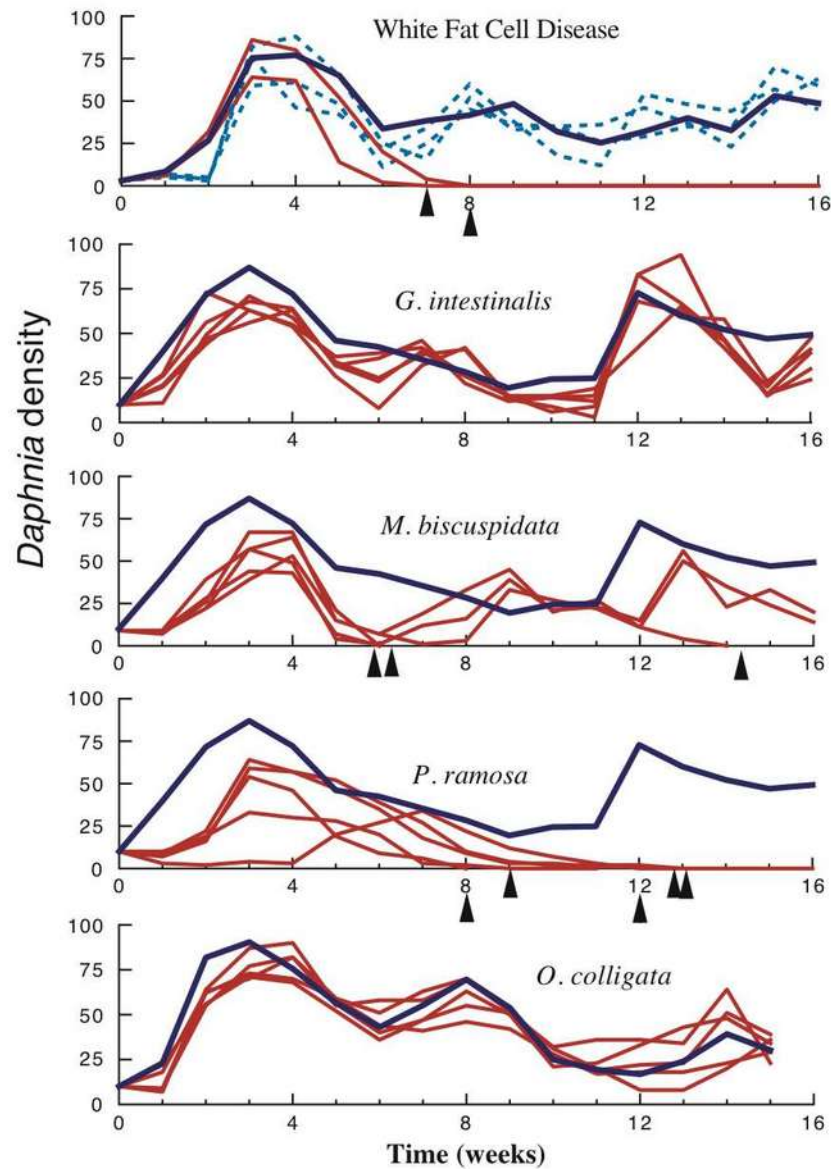 White Fat Cell Disease
100
75
50
25
0
0 4 8 12 16
G. intestinalis
100
75
50
25
0
0 4 8 12 16
Daphnia density
M. biscuspidata
100
75
50
25
0
0 4 8 12 16
P. ramosa
100
75
50
25
0
0 4 8 12 16
O. colligata
100
75
50
25
0
0 4 8 12 16
Time (weeks)